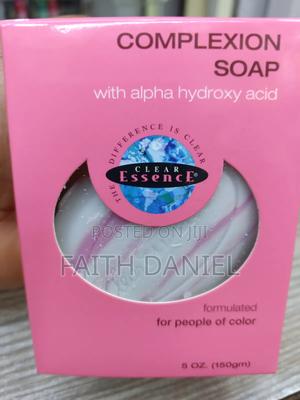 COMPLEXION
SOAP
with alpha hydroxy acid
THE DIFFERENCE IS CLEAR
CLEAR
EssencE®
POSTED ON JIJI
FAITH DANIEL
formulated
for people of color
5 OZ. (150gm)